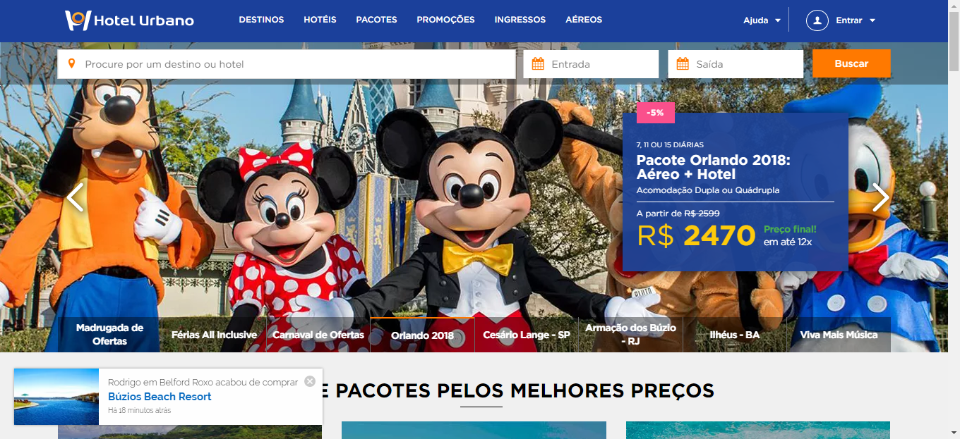 Hotel Urbano
DESTINOS HOTÉIS PACOTES PROMOÇÕES INGRESSOS AÉREOS
Ajuda
Entrar
Procure por um destino ou hotel
Entrada
Saída
Buscar
-5%
7, 11 OU 15 DIÁRIAS
Pacote Orlando 2018:
Aéreo + Hotel
Acomodação Dupla ou Quádrupla
A partir de R$ 2599
R$ 2470
Preço final!
em até 12x
Madrugada de
Ofertas
Férias All Inclusive
Carnaval de Ofertas
Orlando 2018
Cesário Lange - SP
Armação dos Búzio
- RJ
Ilhéus - BA
Viva Mais Música
Rodrigo em Belford Roxo acabou de comprar
Búzios Beach Resort
Há 18 minutos atrás
E PACOTES PELOS MELHORES PREÇOS